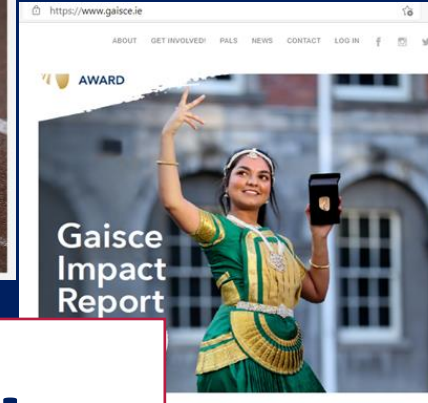 https://www.gaisce.ie
ABOUT GET INVOLVED! PALS NEWS CONTACT LOG IN
AWARD
Gaisce
Impact
Report